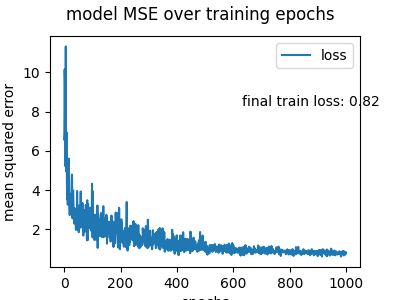 model MSE over training epochs
loss
final train loss: 0.82
mean squared error
10
8
6
4
2
0
200
400
600
800
1000
epochs